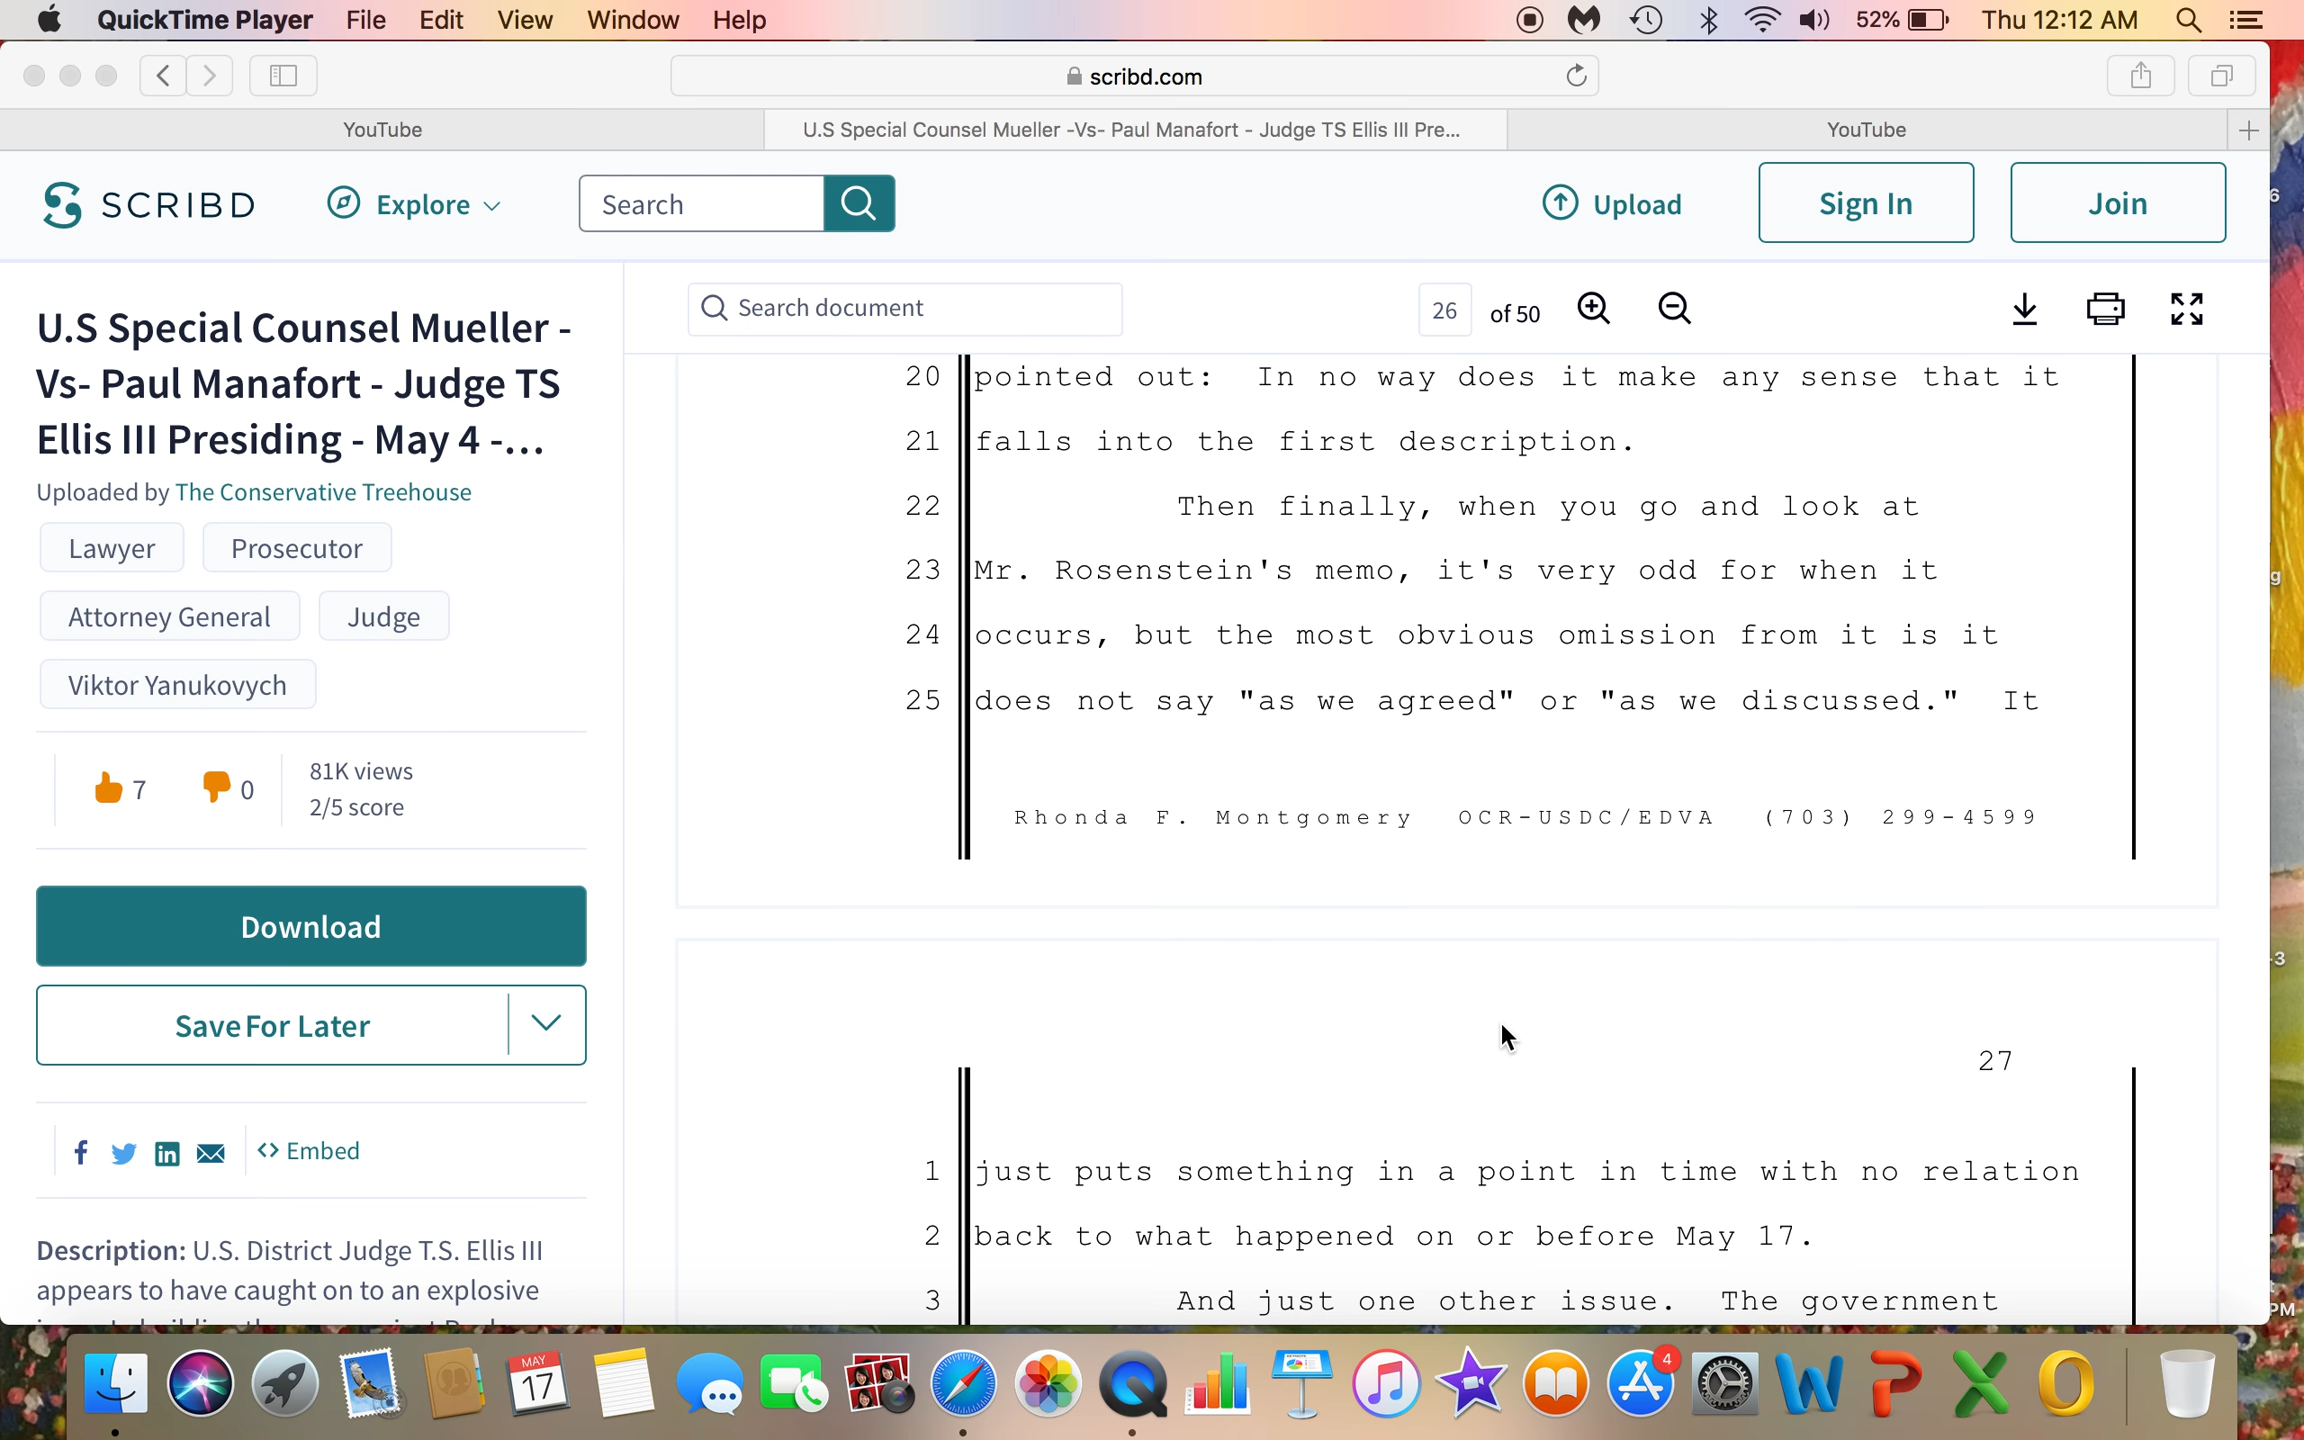 QuickTime Player File Edit View Window Help 52% Thu 12:12 AM
scribd.com
YouTube U.S Special Counsel Mueller -Vs- Paul Manafort - Judge TS Ellis III Pre... YouTube
SCRIBD Explore Search Upload Sign In Join
U.S Special Counsel Mueller -
Vs- Paul Manafort - Judge TS
Ellis III Presiding - May 4 -...
Uploaded by The Conservative Treehouse
Lawyer Prosecutor
Attorney General Judge
Viktor Yanukovych
7 0 81K views
2/5 score
Download
Save For Later
Embed
Description: U.S. District Judge T.S. Ellis III
appears to have caught on to an explosive
Search document 26 of 50
20 pointed out: In no way does it make any sense that it
21 falls into the first description.
22 Then finally, when you go and look at
23 Mr. Rosenstein's memo, it's very odd for when it
24 occurs, but the most obvious omission from it is it
25 does not say "as we agreed" or "as we discussed." It
Rhonda F. Montgomery OCR-USDC/EDVA (703) 299-4599
27
1 just puts something in a point in time with no relation
2 back to what happened on or before May 17.
3 And just one other issue. The government
6
g
-3
PM
MAY
17
4